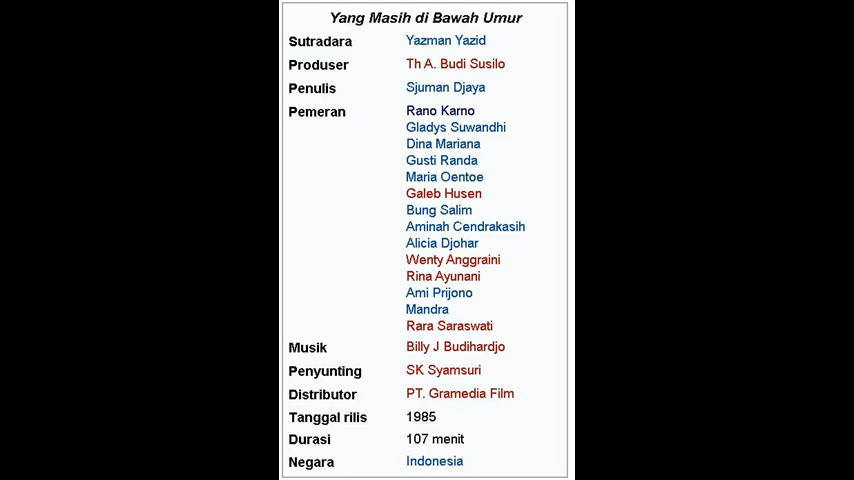 Yang Masih di Bawah Umur
Sutradara Yazman Yazid
Produser Th A. Budi Susilo
Penulis Sjuman Djaya
Pemeran Rano Karno
Gladys Suwandhi
Dina Mariana
Gusti Randa
Maria Oentoe
Galeb Husen
Bung Salim
Aminah Cendrakasih
Alicia Djohar
Wenty Anggraini
Rina Ayunani
Ami Prijono
Mandra
Rara Saraswati
Musik Billy J Budihardjo
Penyunting SK Syamsuri
Distributor PT. Gramedia Film
Tanggal rilis 1985
Durasi 107 menit
Negara Indonesia